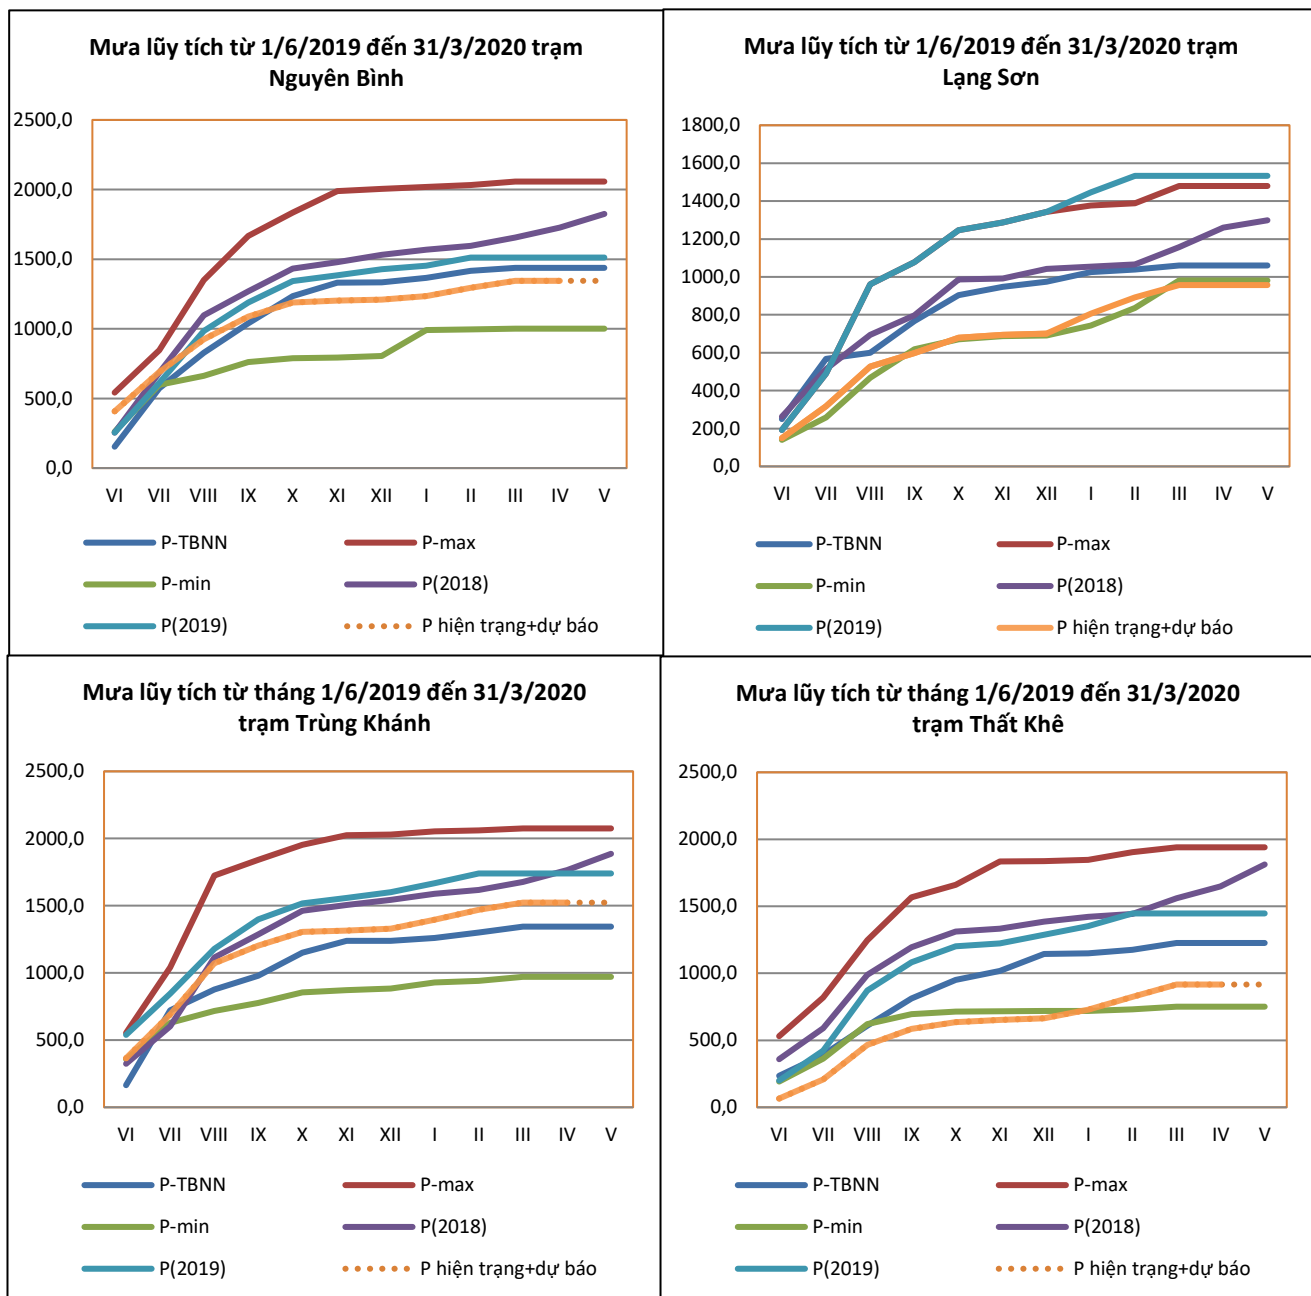 Mưa lũy tích từ 1/6/2019 đến 31/3/2020 trạm
Nguyên Bình
2500,0
2000,0
1500,0
1000,0
500,0
0,0
VI VII VIII IX X XI XII I II III IV V
P-TBNN P-max
P-min P(2018)
P(2019) P hiện trạng+dự báo
Mưa lũy tích từ 1/6/2019 đến 31/3/2020 trạm
Lạng Sơn
1800,0
1600,0
1400,0
1200,0
1000,0
800,0
600,0
400,0
200,0
0,0
VI VII VIII IX X XI XII I II III IV V
P-TBNN P-max
P-min P(2018)
P(2019) P hiện trạng+dự báo
Mưa lũy tích từ tháng 1/6/2019 đến 31/3/2020
trạm Trùng Khánh
2500,0
2000,0
1500,0
1000,0
500,0
0,0
VI VII VIII IX X XI XII I II III IV V
P-TBNN P-max
P-min P(2018)
P(2019) P hiện trạng+dự báo
Mưa lũy tích từ tháng 1/6/2019 đến 31/3/2020
trạm Thất Khê
2500,0
2000,0
1500,0
1000,0
500,0
0,0
VI VII VIII IX X XI XII I II III IV V
P-TBNN P-max
P-min P(2018)
P(2019) P hiện trạng+dự báo